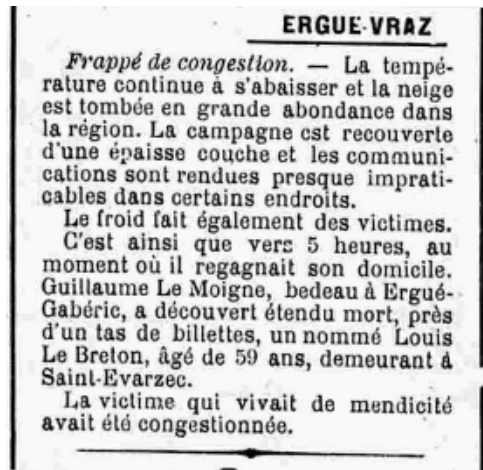 ERGUE-VRAZ
Frappé de congestion. — La tempé-
rature continue à s'abaisser et la neige
est tombée en grande abondance dans
la région. La campagne est recouverte
d'une épaisse couche et les communi-
cations sont rendues presque imprati-
cables dans certains endroits.
Le froid fait également des victimes.
C'est ainsi que vers 5 heures, au
moment où il regagnait son domicile.
Guillaume Le Moigne, bedeau à Ergué-
Gabéric, a découvert étendu mort, près
d'un tas de billettes, un nommé Louis
Le Breton, âgé de 59 ans, demeurant à
Saint-Evarzec.
La victime qui vivait de mendicité
avait été congestionnée.